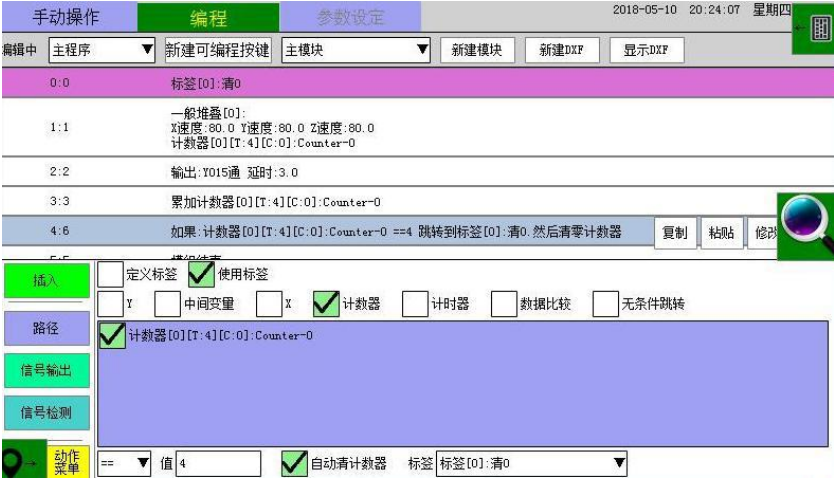 手动操作 编程 参数设定 2018-05-10 20:24:07 星期四
编辑中 主程序 新建可编程按键 主模块 新建模块 新建DXF 显示DXF
0:0 标签[0]:清0
一般堆叠[0]:
1:1 X速度:80.0 Y速度:80.0 Z速度:80.0
计数器[0][T:4][C:0]:Counter-0
2:2 输出:Y015通 延时:3.0
3:3 累加计数器[0][T:4][C:0]:Counter-0
4:6 如果:计数器[0][T:4][C:0]:Counter-0 ==4 跳转到标签[0]:清0.然后清零计数器 复制 粘贴 修改
插入 定义标签 使用标签
Y 中间变量 X 计数器 计时器 数据比较 无条件跳转
路径 计数器[0][T:4][C:0]:Counter-0
信号输出
信号检测
动作
菜单
== 值 4 自动清计数器 标签 标签[0]:清0